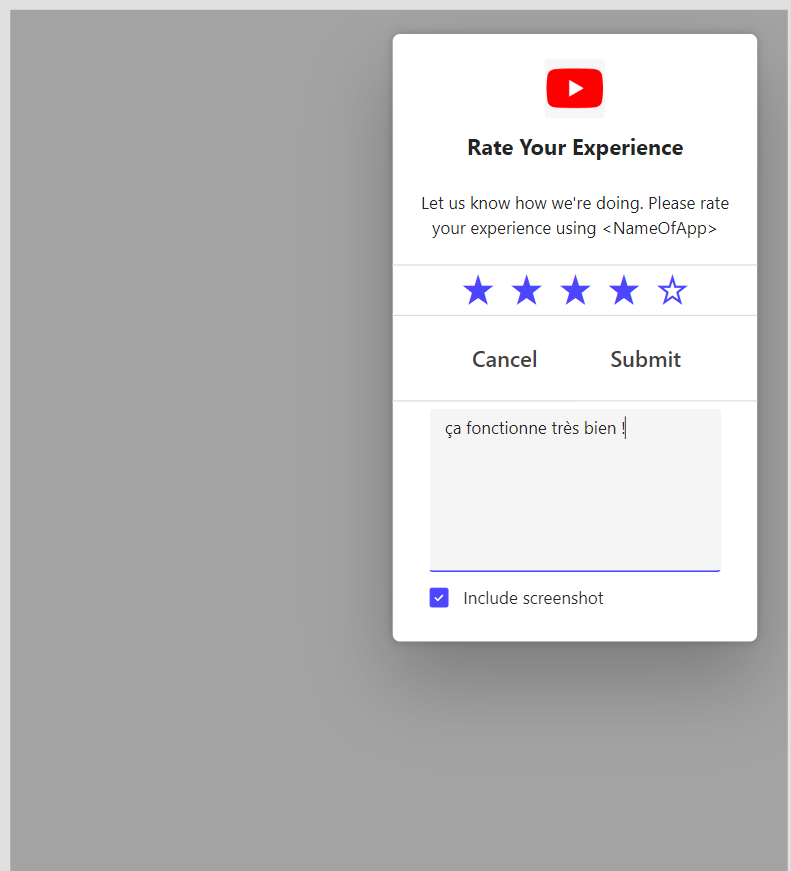 Rate Your Experience
Let us know how we're doing. Please rate
your experience using <NameOfApp>
Cancel Submit
ça fonctionne très bien !
Include screenshot